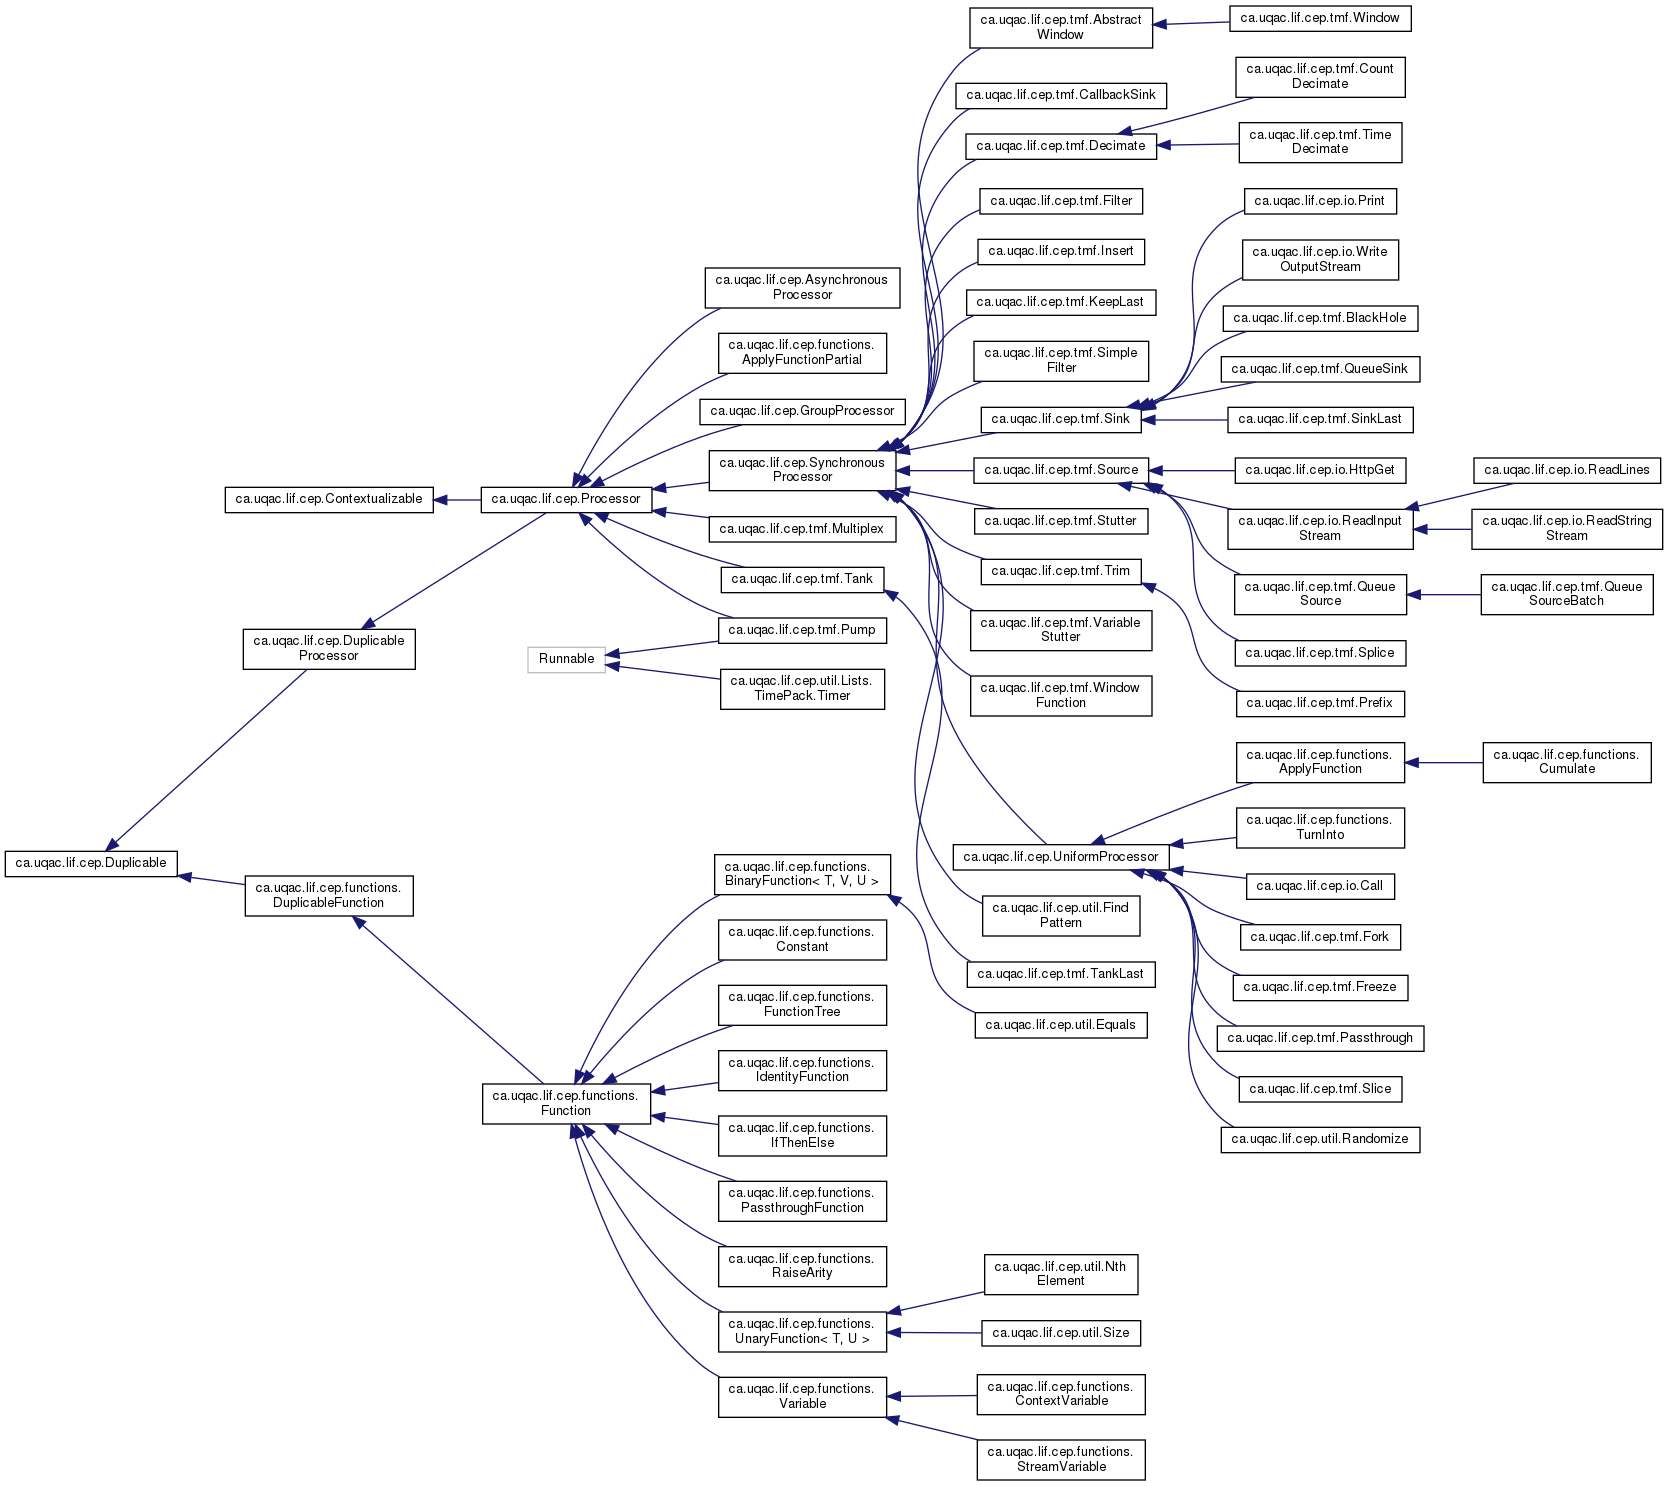 ca.uqac.lif.cep.Duplicable
ca.uqac.lif.cep.Contextualizable
ca.uqac.lif.cep.Duplicable
Processor
ca.uqac.lif.cep.functions.
DuplicableFunction
ca.uqac.lif.cep.Processor
Runnable
ca.uqac.lif.cep.functions.
Function
ca.uqac.lif.cep.Asynchronous
Processor
ca.uqac.lif.cep.functions.
ApplyFunctionPartial
ca.uqac.lif.cep.GroupProcessor
ca.uqac.lif.cep.Synchronous
Processor
ca.uqac.lif.cep.tmf.Multiplex
ca.uqac.lif.cep.tmf.Tank
ca.uqac.lif.cep.tmf.Pump
ca.uqac.lif.cep.util.Lists.
TimePack.Timer
ca.uqac.lif.cep.functions.
BinaryFunction< T, V, U >
ca.uqac.lif.cep.functions.
Constant
ca.uqac.lif.cep.functions.
FunctionTree
ca.uqac.lif.cep.functions.
IdentityFunction
ca.uqac.lif.cep.functions.
IfThenElse
ca.uqac.lif.cep.functions.
PassthroughFunction
ca.uqac.lif.cep.functions.
RaiseArity
ca.uqac.lif.cep.functions.
UnaryFunction< T, U >
ca.uqac.lif.cep.functions.
Variable
ca.uqac.lif.cep.tmf.Abstract
Window
ca.uqac.lif.cep.tmf.CallbackSink
ca.uqac.lif.cep.tmf.Decimate
ca.uqac.lif.cep.tmf.Filter
ca.uqac.lif.cep.tmf.Insert
ca.uqac.lif.cep.tmf.KeepLast
ca.uqac.lif.cep.tmf.Simple
Filter
ca.uqac.lif.cep.tmf.Sink
ca.uqac.lif.cep.tmf.Source
ca.uqac.lif.cep.tmf.Stutter
ca.uqac.lif.cep.tmf.Trim
ca.uqac.lif.cep.tmf.Variable
Stutter
ca.uqac.lif.cep.tmf.Window
Function
ca.uqac.lif.cep.UniformProcessor
ca.uqac.lif.cep.util.Find
Pattern
ca.uqac.lif.cep.tmf.TankLast
ca.uqac.lif.cep.util.Equals
ca.uqac.lif.cep.util.Nth
Element
ca.uqac.lif.cep.util.Size
ca.uqac.lif.cep.functions.
ContextVariable
ca.uqac.lif.cep.functions.
StreamVariable
ca.uqac.lif.cep.tmf.Window
ca.uqac.lif.cep.tmf.Count
Decimate
ca.uqac.lif.cep.tmf.Time
Decimate
ca.uqac.lif.cep.io.Print
ca.uqac.lif.cep.io.Write
OutputStream
ca.uqac.lif.cep.tmf.BlackHole
ca.uqac.lif.cep.tmf.QueueSink
ca.uqac.lif.cep.tmf.SinkLast
ca.uqac.lif.cep.io.HttpGet
ca.uqac.lif.cep.io.ReadInput
Stream
ca.uqac.lif.cep.tmf.Queue
Source
ca.uqac.lif.cep.tmf.Splice
ca.uqac.lif.cep.tmf.Prefix
ca.uqac.lif.cep.functions.
ApplyFunction
ca.uqac.lif.cep.functions.
TurnInto
ca.uqac.lif.cep.io.Call
ca.uqac.lif.cep.tmf.Fork
ca.uqac.lif.cep.tmf.Freeze
ca.uqac.lif.cep.tmf.Passthrough
ca.uqac.lif.cep.tmf.Slice
ca.uqac.lif.cep.util.Randomize
ca.uqac.lif.cep.io.ReadLines
ca.uqac.lif.cep.io.ReadString
Stream
ca.uqac.lif.cep.tmf.Queue
SourceBatch
ca.uqac.lif.cep.functions.
Cumulate